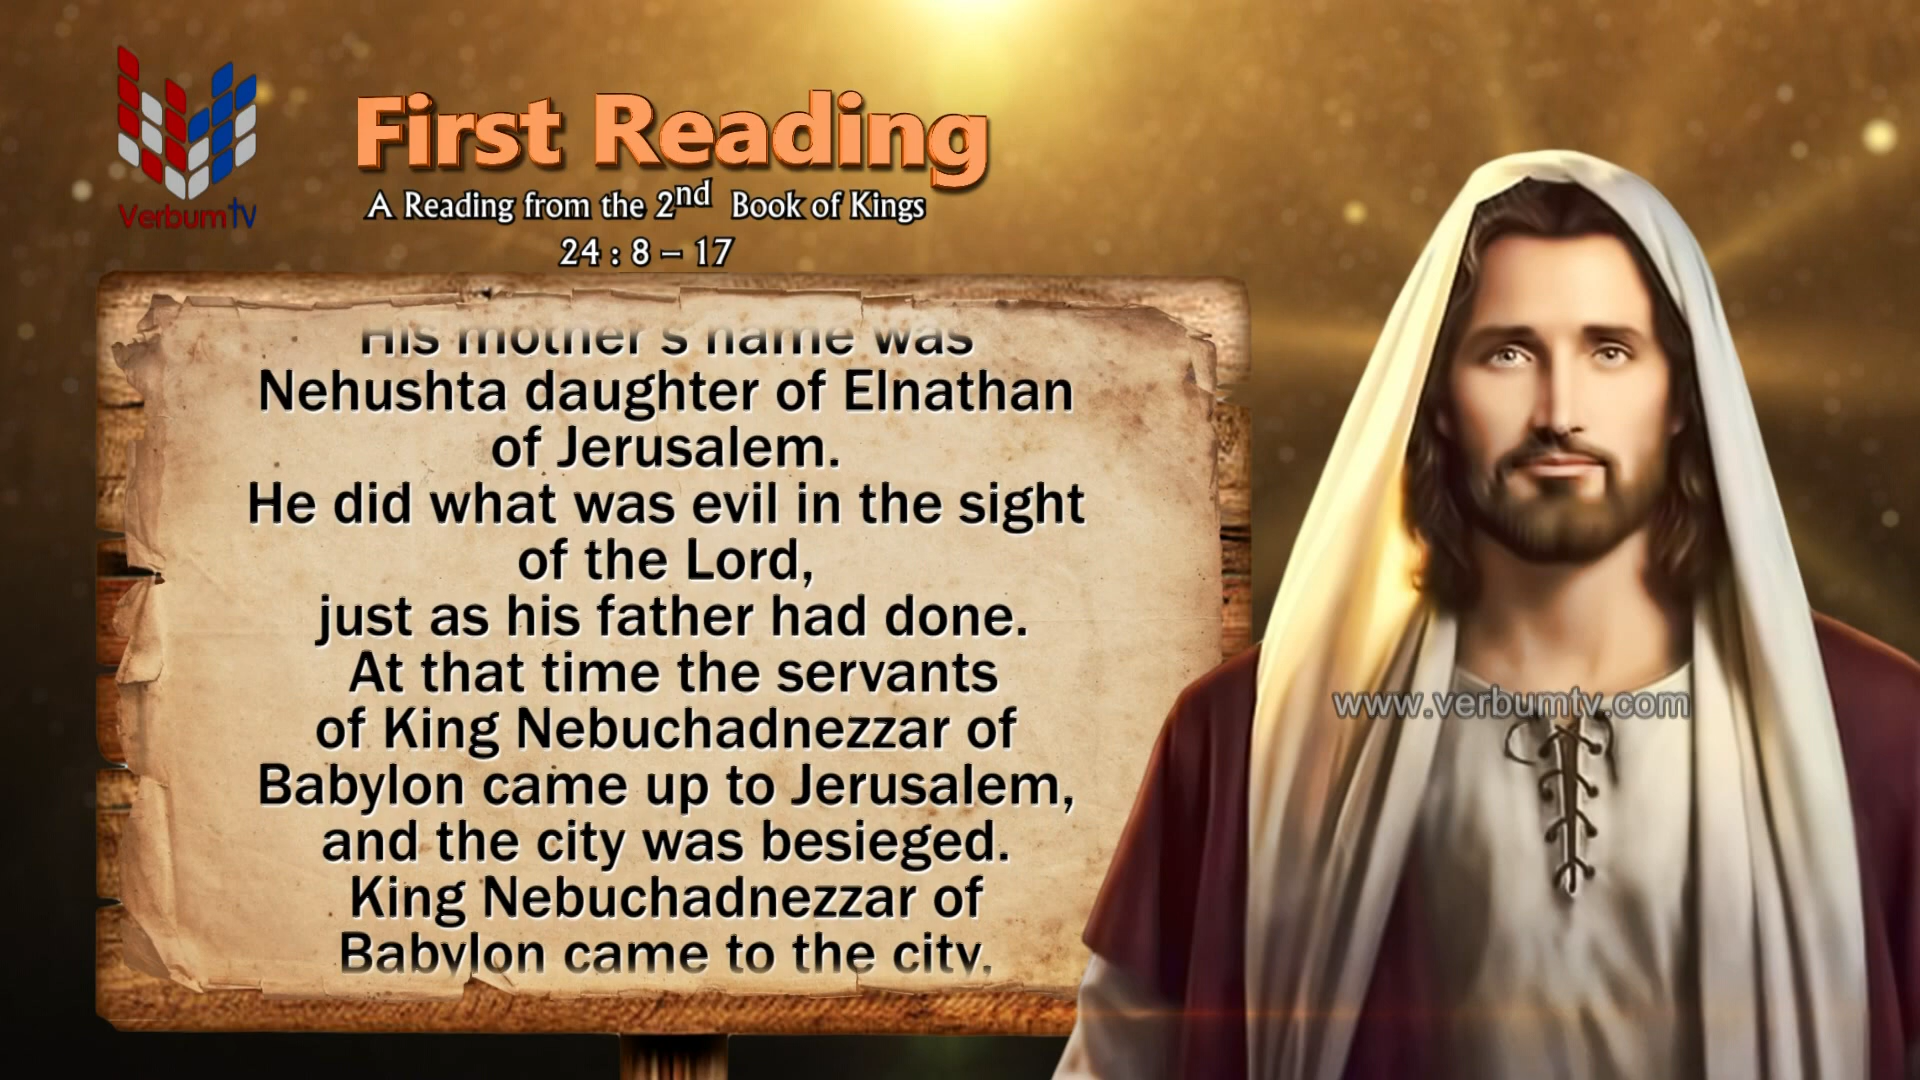 VerbumTV
First Reading
A Reading from the 2nd Book of Kings
24 : 8 – 17
His mother's name was
Nehushta daughter of Elnathan
of Jerusalem.
He did what was evil in the sight
of the Lord,
just as his father had done.
At that time the servants
of King Nebuchadnezzar of
Babylon came up to Jerusalem,
and the city was besieged.
King Nebuchadnezzar of
Babylon came to the city,
www.verbumtv.com